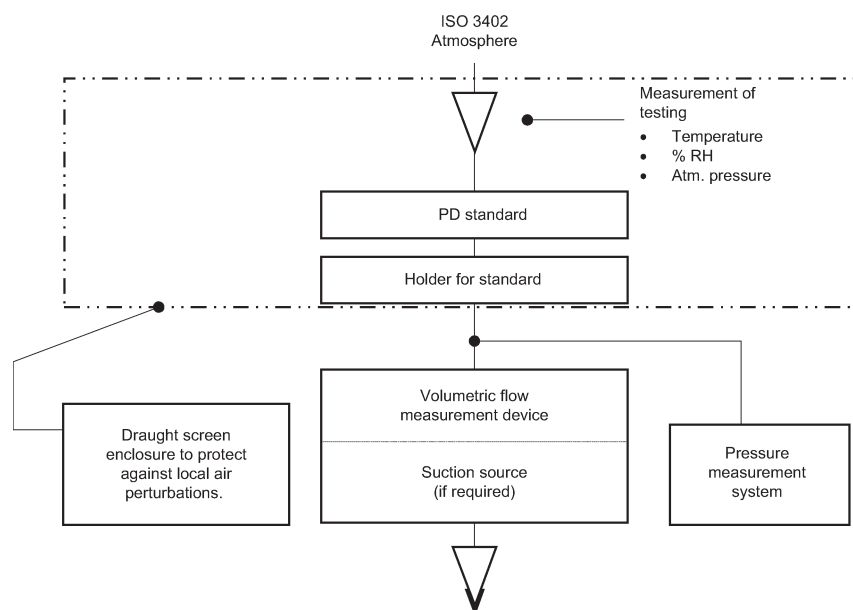 ISO 3402
Atmosphere
Measurement of
testing
• Temperature
• % RH
• Atm. pressure
PD standard
Holder for standard
Volumetric flow
measurement device
Draught screen
enclosure to protect
against local air
perturbations.
Suction source
(if required)
Pressure
measurement
system